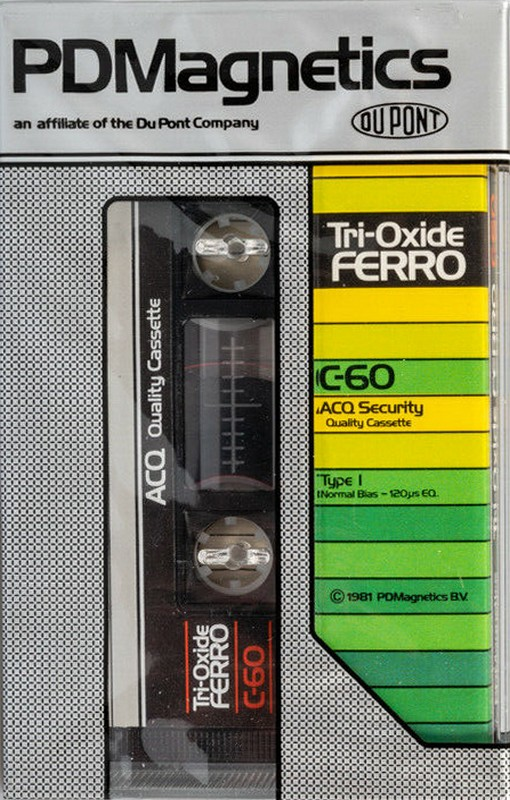 PDMagnetics
an affiliate of the Du Pont Company
DU PONT
Tri-Oxide
FERRO
C-60
ACQ Security
Quality Cassette
Type I
Normal Bias – 120µs EQ.
© 1981 PDMagnetics B.V.
ACQ Quality Cassette
Tri-Oxide
FERRO
C-60